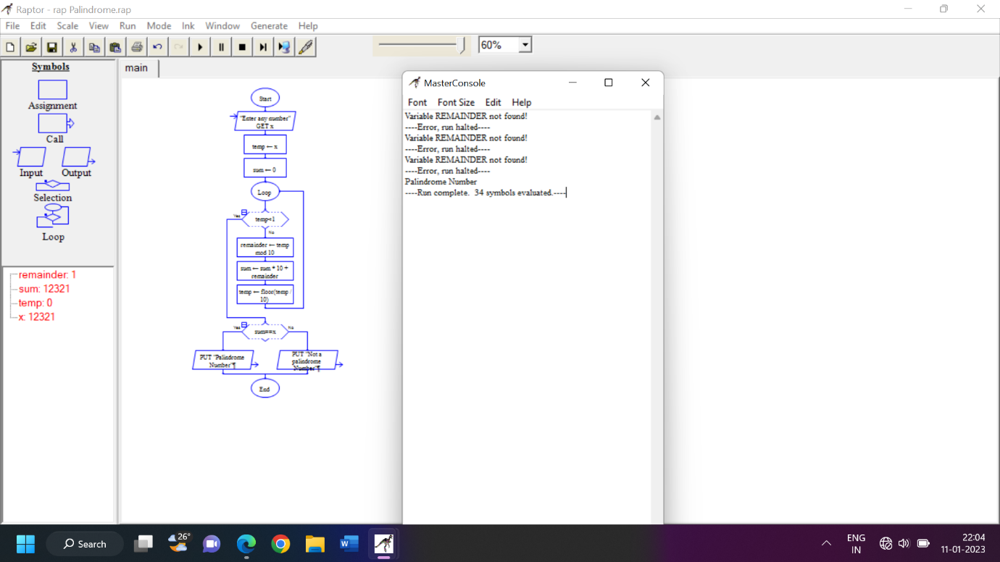 Raptor - rap Palindrome.rap
File Edit Scale View Run Mode Ink Window Generate Help
60%
Symbols
Assignment
Call
Input Output
Selection
Loop
remainder: 1
sum: 12321
temp: 0
x: 12321
main
Start
"Enter any number"
GET x
temp ← x
sum ← 0
Loop
Yes
temp<1
No
remainder ← temp
mod 10
sum ← sum * 10 +
remainder
temp ← floor(temp /
10)
Yes
sum==x
No
PUT "Palindrome
Number"¶
PUT "Not a
palindrome
Number"¶
End
MasterConsole
Font Font Size Edit Help
Variable REMAINDER not found!
----Error, run halted----
Variable REMAINDER not found!
----Error, run halted----
Variable REMAINDER not found!
----Error, run halted----
Palindrome Number
----Run complete.  34 symbols evaluated.----
Search
26°
W
ENG
IN
22:04
11-01-2023